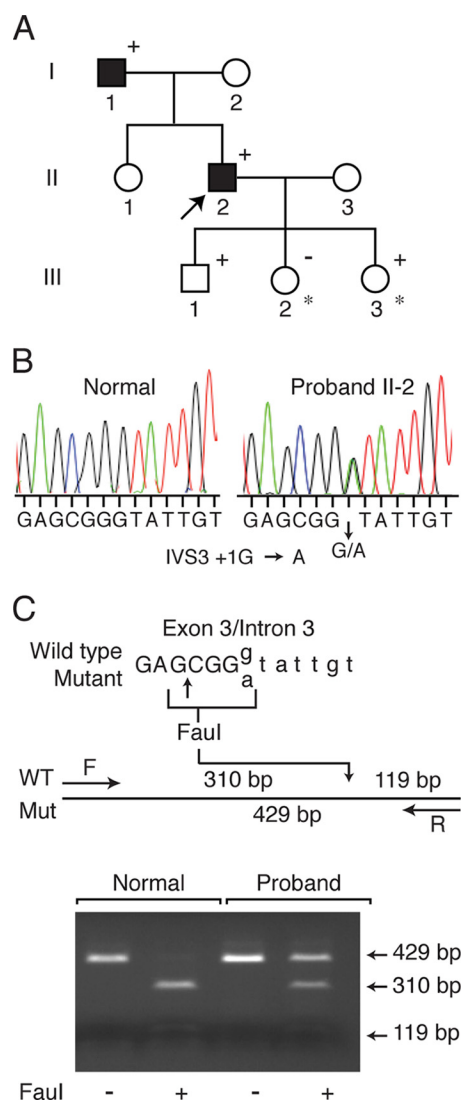 A
I
+
1 2
II
+
1 2 3
III
+ - +
1 2 * 3 *
B
Normal Proband II-2
GAGCGGGTATTGT GAGCGG TATTGT
IVS3 +1G → A G/A
C
Exon 3/Intron 3
Wild type
Mutant
GAGCGG g tattgt
a
FauI
WT F 310 bp 119 bp
Mut 429 bp R
Normal Proband
←429 bp
←310 bp
←119 bp
FauI - + - +